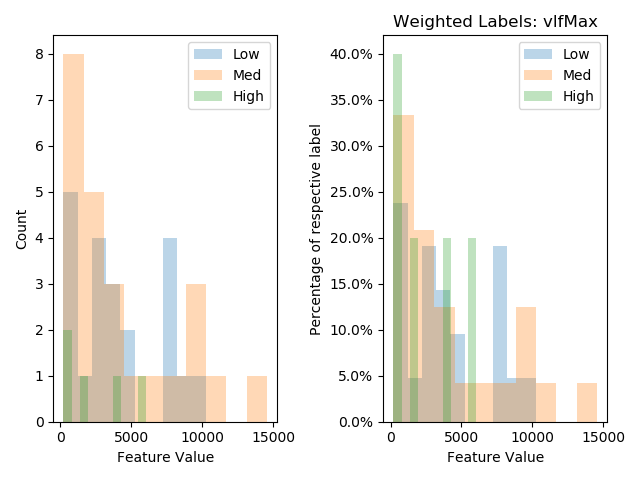 Count
8
7
6
5
4
3
2
1
0
0
5000
10000
15000
Feature Value
Low
Med
High
Weighted Labels: vlfMax
Percentage of respective label
40.0%
35.0%
30.0%
25.0%
20.0%
15.0%
10.0%
5.0%
0.0%
0
5000
10000
15000
Feature Value
Low
Med
High